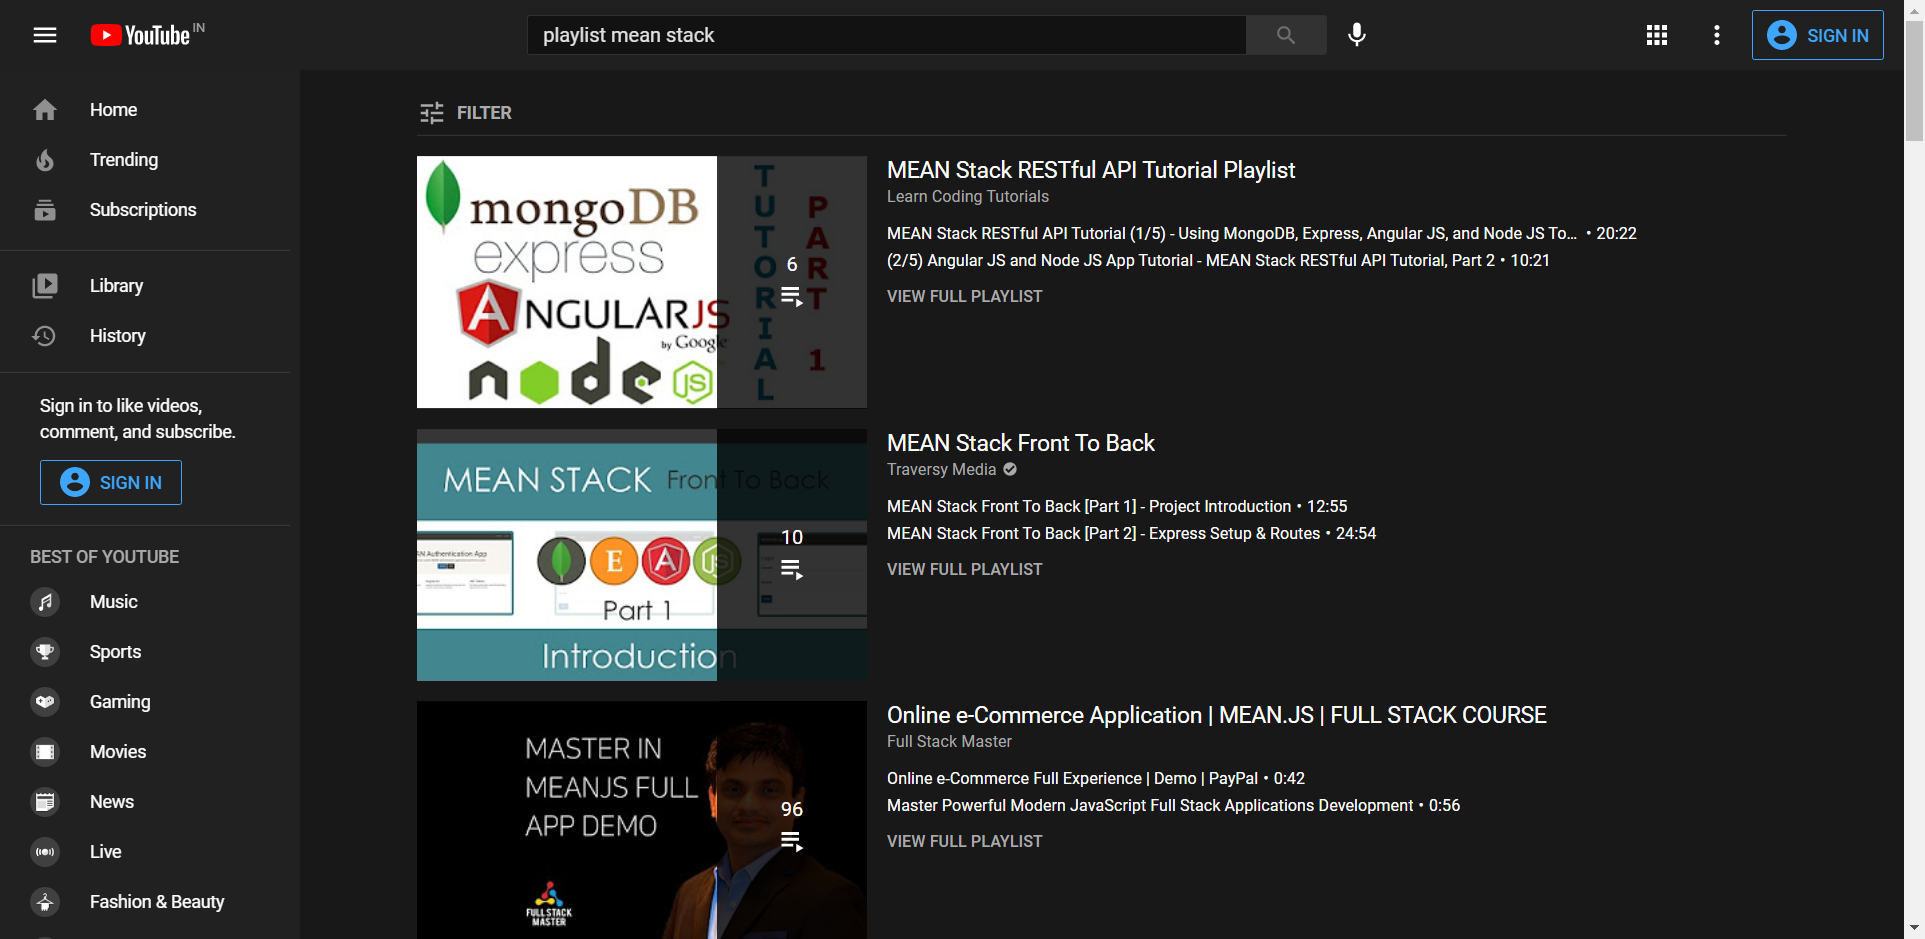 YouTube IN
playlist mean stack
SIGN IN
Home
Trending
Subscriptions
Library
History
Sign in to like videos,
comment, and subscribe.
SIGN IN
BEST OF YOUTUBE
Music
Sports
Gaming
Movies
News
Live
Fashion & Beauty
FILTER
mongoDB
express
ANGULARJS
by Google
node
JS
TUTORIAL
PART 1
6
MEAN Stack RESTful API Tutorial Playlist
Learn Coding Tutorials
MEAN Stack RESTful API Tutorial (1/5) - Using MongoDB, Express, Angular JS, and Node JS To... • 20:22
(2/5) Angular JS and Node JS App Tutorial - MEAN Stack RESTful API Tutorial, Part 2 • 10:21
VIEW FULL PLAYLIST
MEAN STACK Front To Back
AN Authentication App
E
A
JS
Part 1
Introduction
10
MEAN Stack Front To Back
Traversy Media
MEAN Stack Front To Back [Part 1] - Project Introduction • 12:55
MEAN Stack Front To Back [Part 2] - Express Setup & Routes • 24:54
VIEW FULL PLAYLIST
MASTER IN
MEANJS FULL
APP DEMO
FULL STACK
MASTER
96
Online e-Commerce Application | MEAN.JS | FULL STACK COURSE
Full Stack Master
Online e-Commerce Full Experience | Demo | PayPal • 0:42
Master Powerful Modern JavaScript Full Stack Applications Development • 0:56
VIEW FULL PLAYLIST